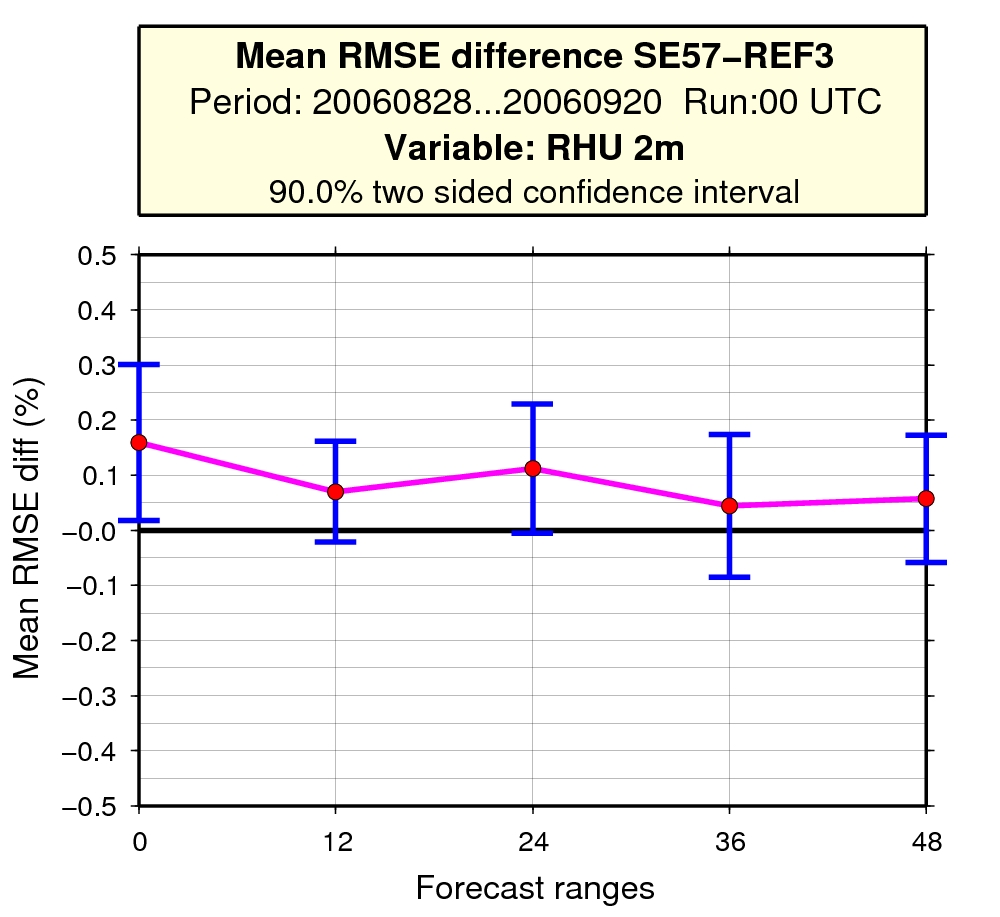 Mean RMSE difference SE57−REF3
Period: 20060828...20060920  Run:00 UTC
Variable: RHU 2m
90.0% two sided confidence interval
0.5
0.4
0.3
0.2
0.1
−0.0
−0.1
−0.2
−0.3
−0.4
−0.5
Mean RMSE diff (%)
0 12 24 36 48
Forecast ranges